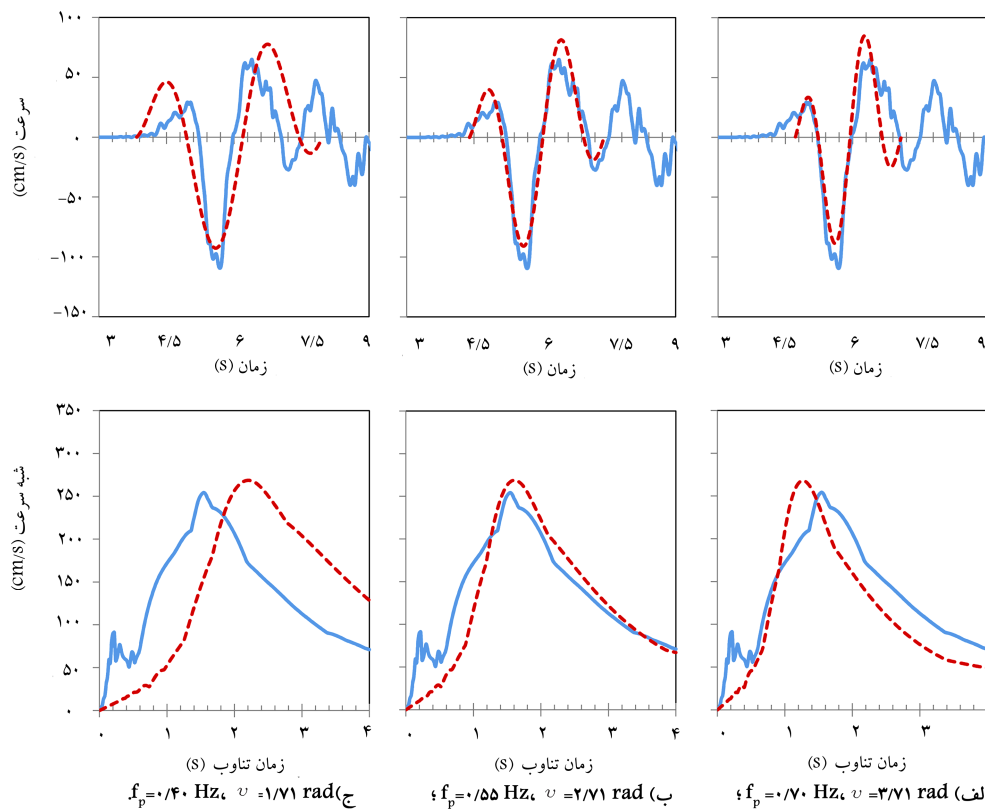 سرعت (cm/s)
۱۰۰
۵۰
۰
-۵۰
-۱۰۰
-۱۵۰
۳ ۴/۵ ۶ ۷/۵ ۹
زمان (s)
۳ ۴/۵ ۶ ۷/۵ ۹
زمان (s)
۳ ۴/۵ ۶ ۷/۵ ۹
زمان (s)
شبه سرعت (cm/s)
۳۵۰
۳۰۰
۲۵۰
۲۰۰
۱۵۰
۱۰۰
۵۰
۰
۰ ۱ ۲ ۳ ۴
زمان تناوب (s)
۰ ۱ ۲ ۳ ۴
زمان تناوب (s)
۰ ۱ ۲ ۳
زمان تناوب (s)
لف) fp=۰/۷۰ Hz، υ =۳/۷۱ rad ؛
ب) fp=۰/۵۵ Hz، υ =۲/۷۱ rad ؛
ج) fp=۰/۴۰ Hz، υ =۱/۷۱ rad.